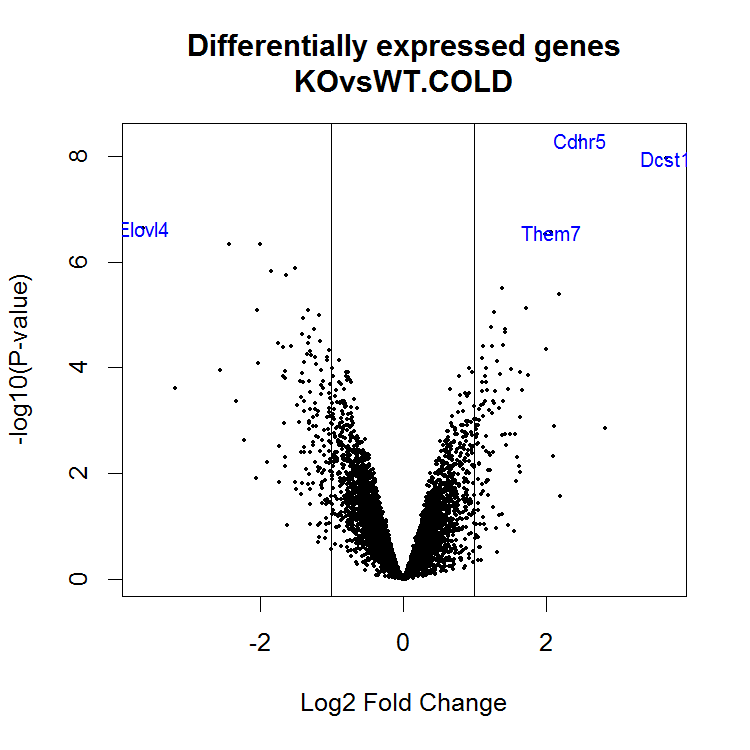 Differentially expressed genes
KOvsWT.COLD
Cdhr5
Dcst1
Elovl4
Them7
8
6
4
2
0
-log10(P-value)
-2
0
2
Log2 Fold Change